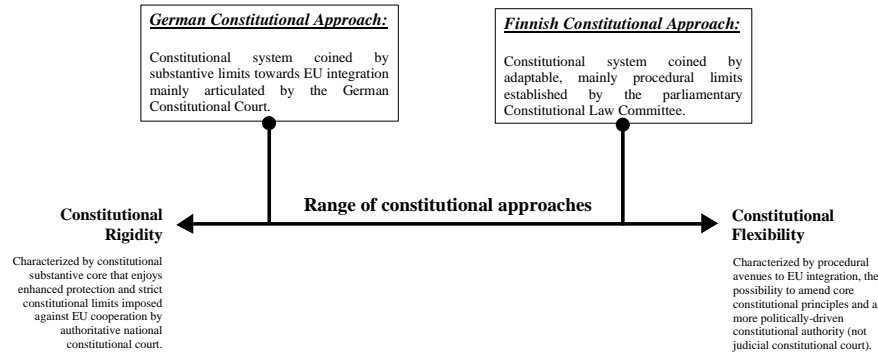 German Constitutional Approach:
Constitutional system coined by
substantive limits towards EU integration
mainly articulated by the German
Constitutional Court.
Finnish Constitutional Approach:
Constitutional system coined by
adaptable, mainly procedural limits
established by the parliamentary
Constitutional Law Committee.
Range of constitutional approaches
Constitutional
Rigidity
Characterized by constitutional
substantive core that enjoys
enhanced protection and strict
constitutional limits imposed
against EU cooperation by
authoritative national
constitutional court.
Constitutional
Flexibility
Characterized by procedural
avenues to EU integration, the
possibility to amend core
constitutional principles and a
more politically-driven
constitutional authority (not
judicial constitutional court).